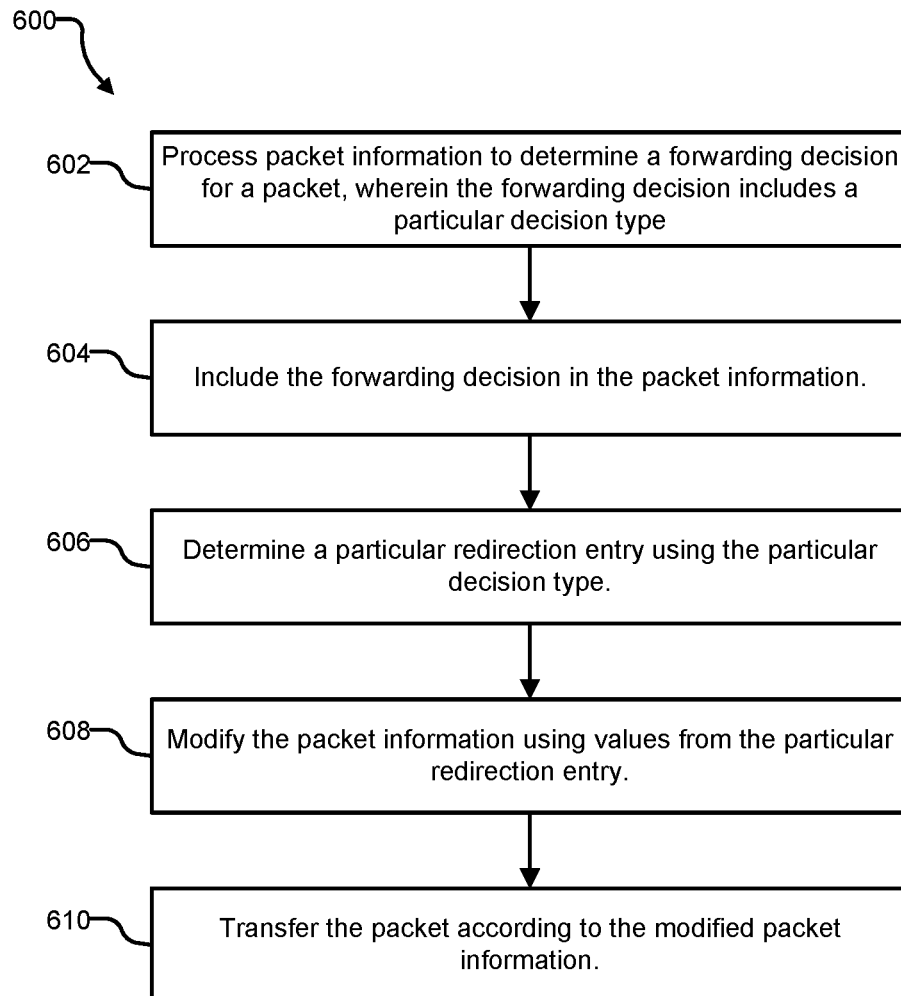 600
602
Process packet information to determine a forwarding decision
for a packet, wherein the forwarding decision includes a
particular decision type
604
Include the forwarding decision in the packet information.
606
Determine a particular redirection entry using the particular
decision type.
608
Modify the packet information using values from the particular
redirection entry.
610
Transfer the packet according to the modified packet
information.